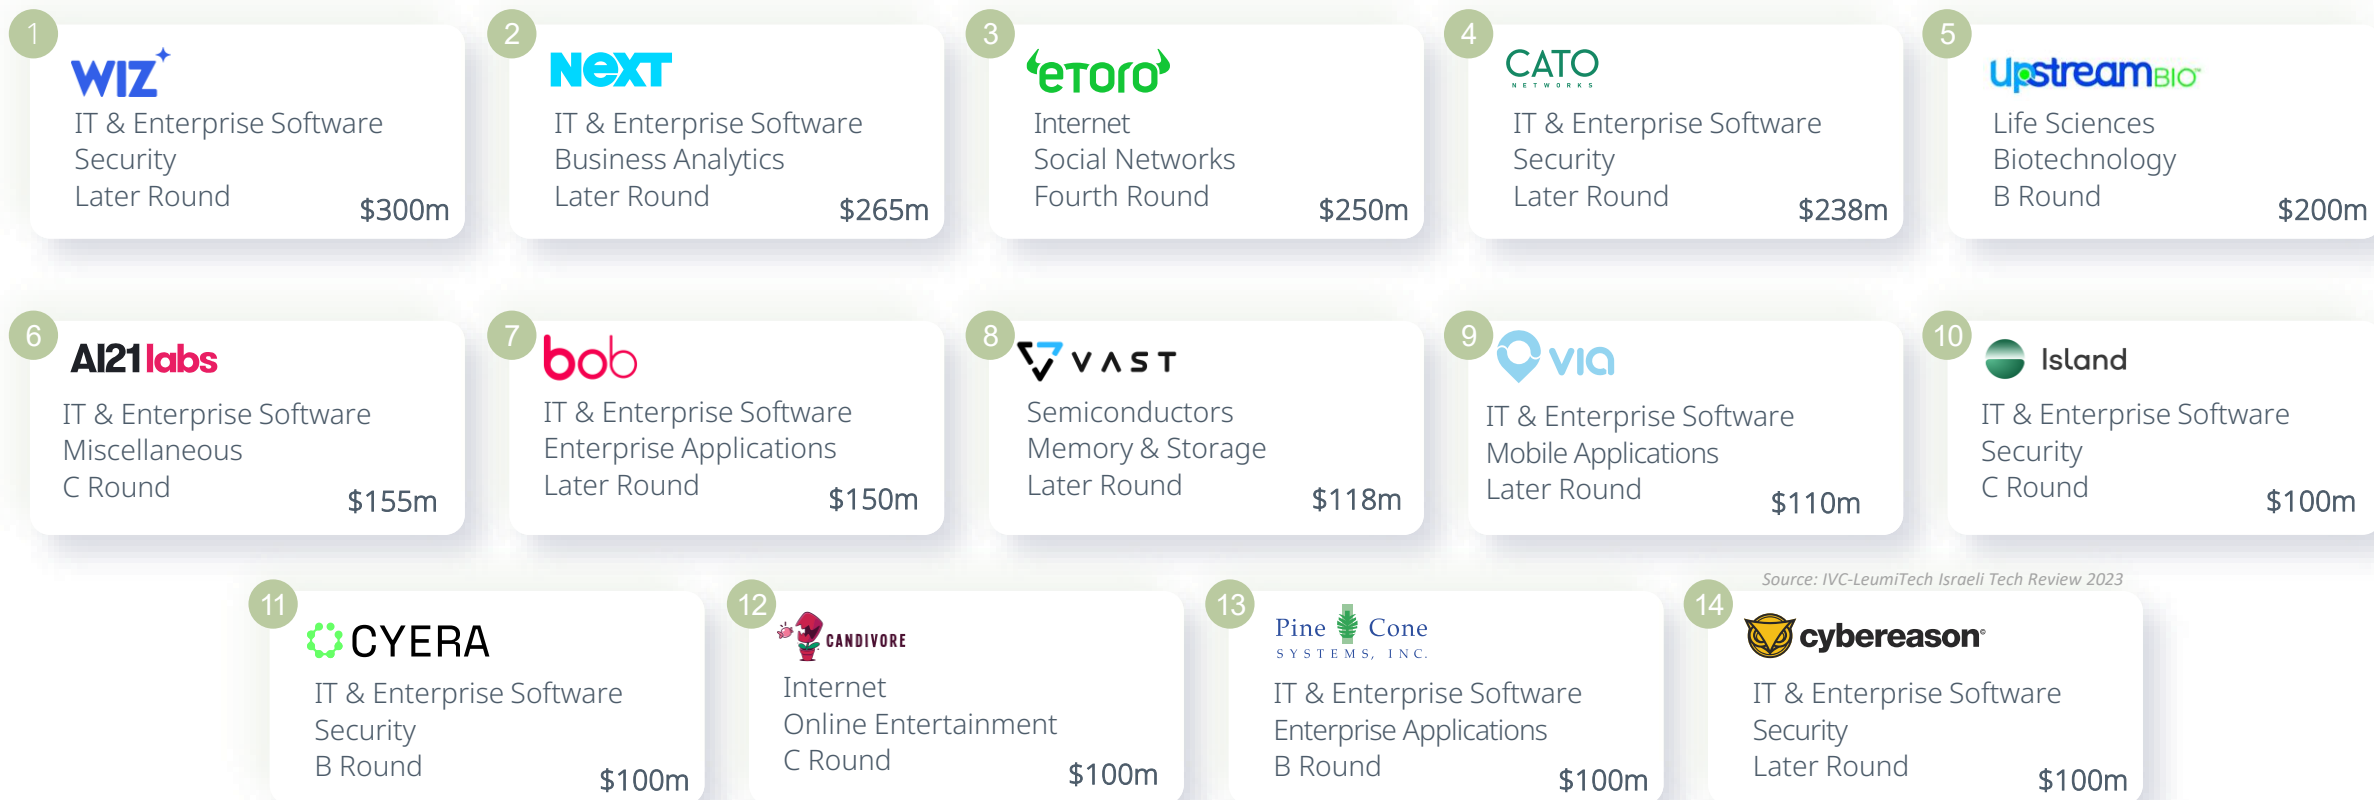 1
WIZ
IT & Enterprise Software
Security
Later Round
$300m
2
NEXT
IT & Enterprise Software
Business Analytics
Later Round
$265m
3
eToro
Internet
Social Networks
Fourth Round
$250m
4
CATO
NETWORKS
IT & Enterprise Software
Security
Later Round
$238m
5
Upstream BIO™
Life Sciences
Biotechnology
B Round
$200m
6
AI21labs
IT & Enterprise Software
Miscellaneous
C Round
$155m
7
bob
IT & Enterprise Software
Enterprise Applications
Later Round
$150m
8
VAST
Semiconductors
Memory & Storage
Later Round
$118m
9
via
IT & Enterprise Software
Mobile Applications
Later Round
$110m
10
Island
IT & Enterprise Software
Security
C Round
$100m
Source: IVC-LeumiTech Israeli Tech Review 2023
11
CYERA
IT & Enterprise Software
Security
B Round
$100m
12
CANDIVORE
Internet
Online Entertainment
C Round
$100m
13
Pine Cone
SYSTEMS, INC.
IT & Enterprise Software
Enterprise Applications
B Round
$100m
14
cybereason®
IT & Enterprise Software
Security
Later Round
$100m